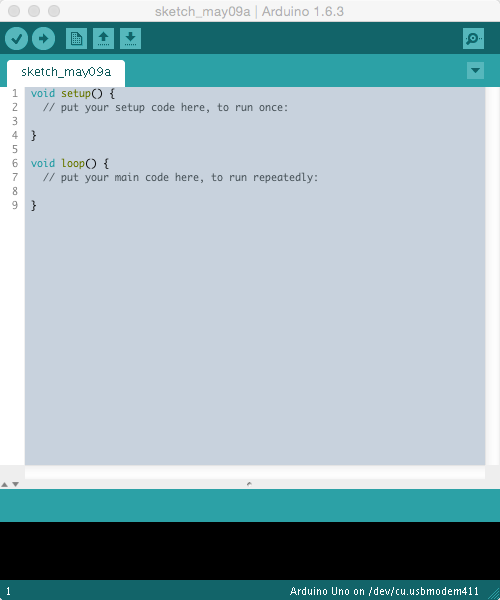 sketch_may09a | Arduino 1.6.3
sketch_may09a
1 void setup() {
2   // put your setup code here, to run once:
3
4 }
5
6 void loop() {
7   // put your main code here, to run repeatedly:
8
9 }
1 Arduino Uno on /dev/cu.usbmodem411